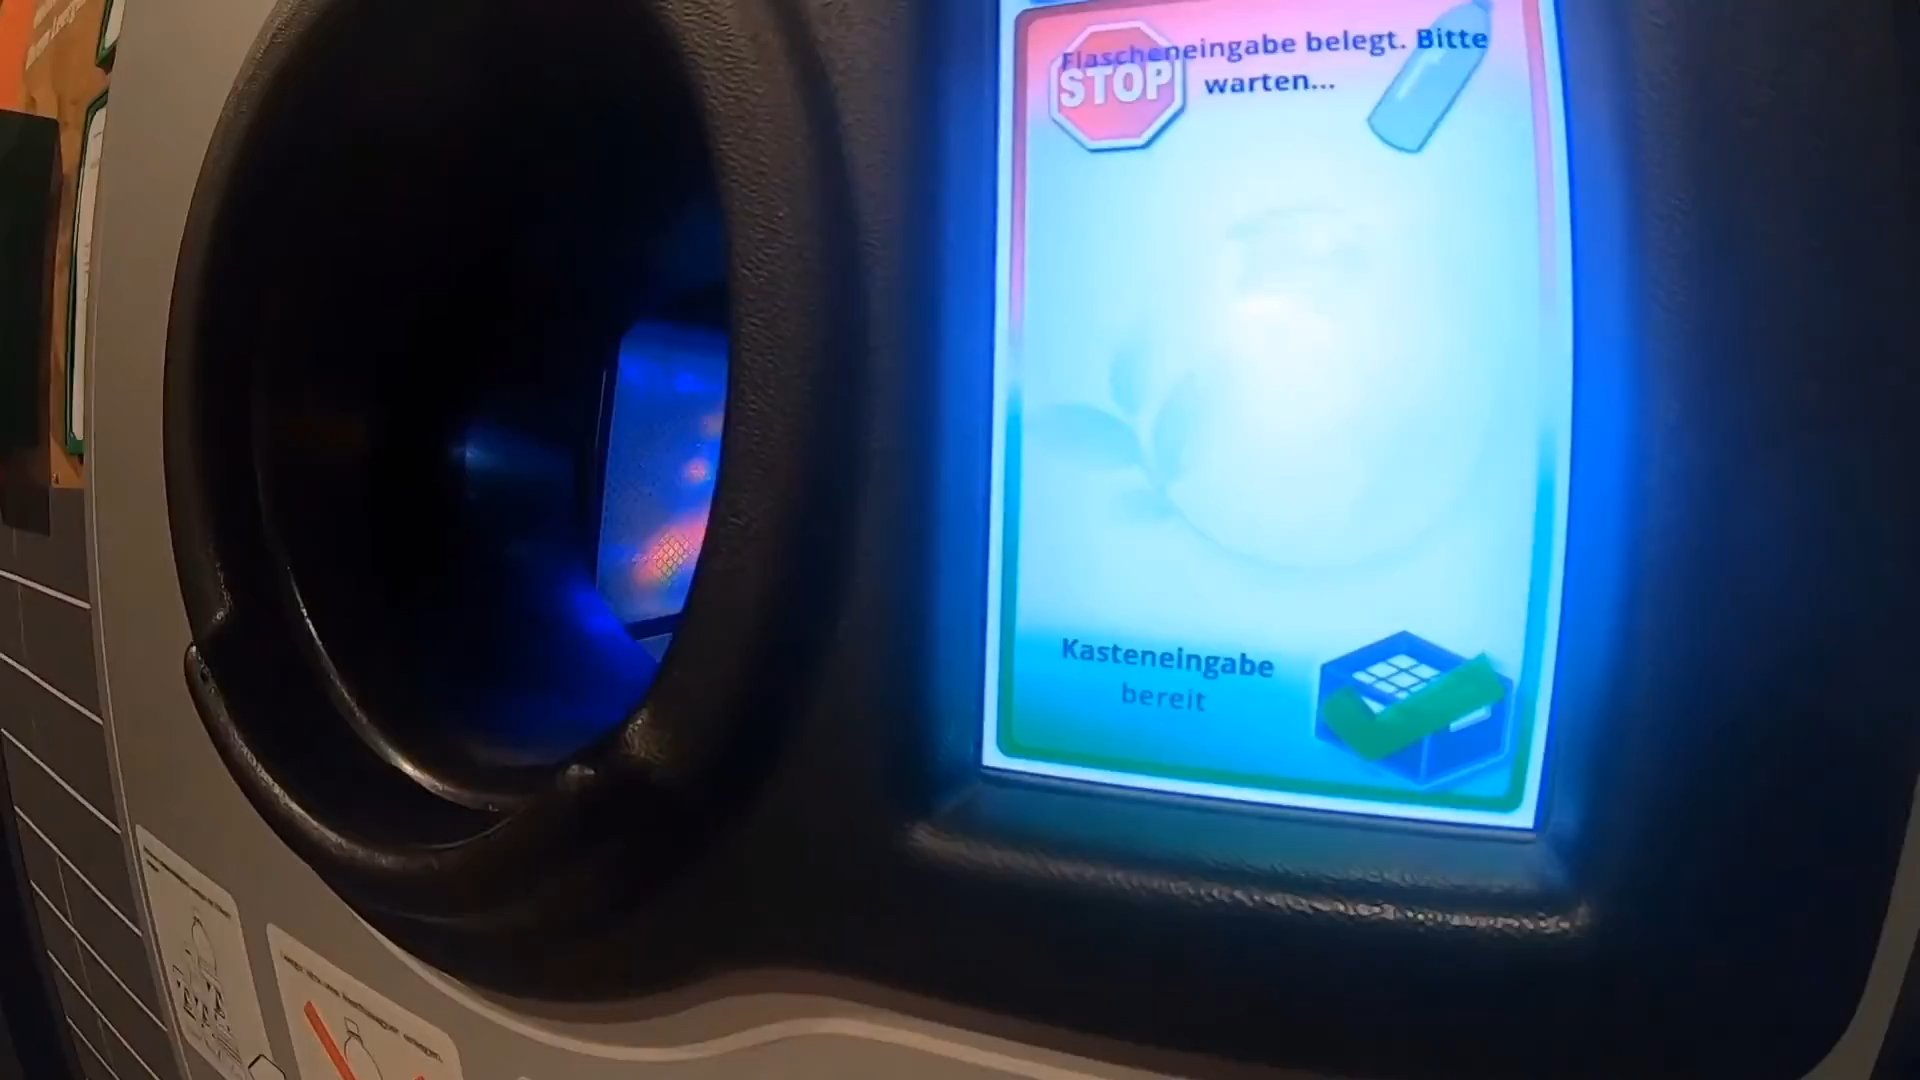 Flascheneingabe belegt. Bitte
warten...
STOP
Kasteneingabe
bereit